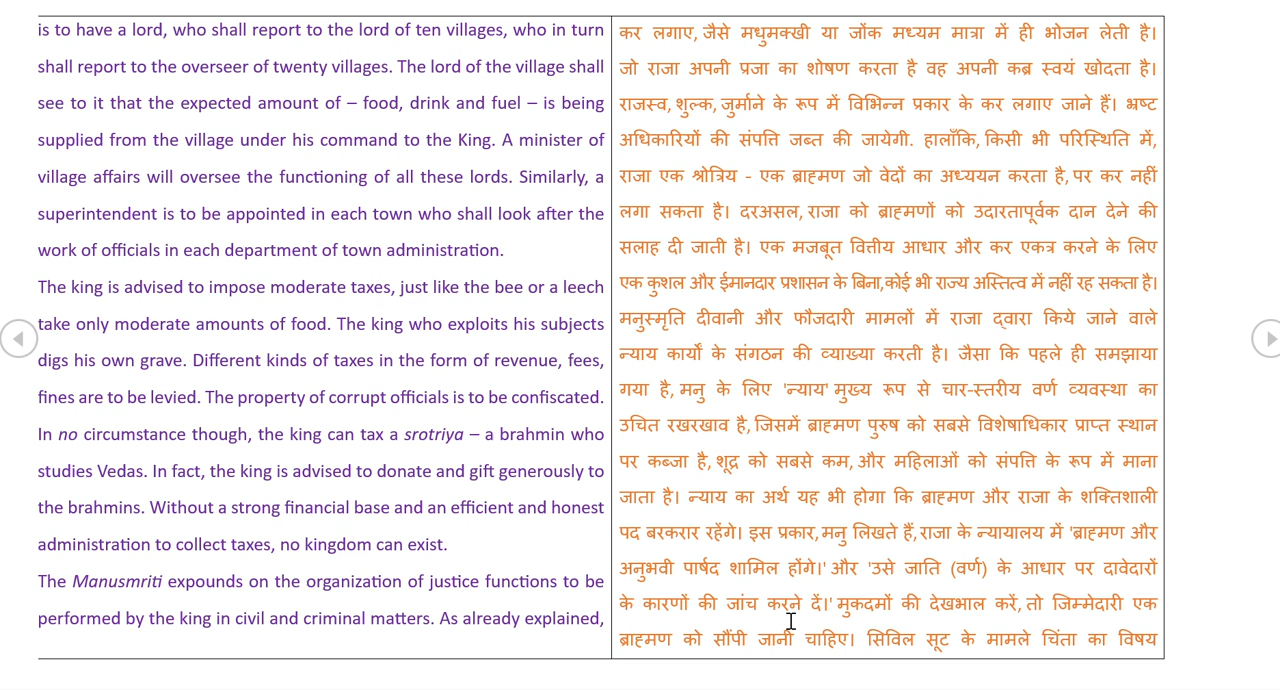 is to have a lord, who shall report to the lord of ten villages, who in turn
shall report to the overseer of twenty villages. The lord of the village shall
see to it that the expected amount of – food, drink and fuel – is being
supplied from the village under his command to the King. A minister of
village affairs will oversee the functioning of all these lords. Similarly, a
superintendent is to be appointed in each town who shall look after the
work of officials in each department of town administration.
The king is advised to impose moderate taxes, just like the bee or a leech
take only moderate amounts of food. The king who exploits his subjects
digs his own grave. Different kinds of taxes in the form of revenue, fees,
fines are to be levied. The property of corrupt officials is to be confiscated.
In no circumstance though, the king can tax a srotriya – a brahmin who
studies Vedas. In fact, the king is advised to donate and gift generously to
the brahmins. Without a strong financial base and an efficient and honest
administration to collect taxes, no kingdom can exist.
The Manusmriti expounds on the organization of justice functions to be
performed by the king in civil and criminal matters. As already explained,
कर लगाए, जैसे मधुमक्खी या जोंक मध्यम मात्रा में ही भोजन लेती है।
जो राजा अपनी प्रजा का शोषण करता है वह अपनी कब्र स्वयं खोदता है।
राजस्व, शुल्क, जुर्माने के रूप में विभिन्न प्रकार के कर लगाए जाने हैं। भ्रष्ट
अधिकारियों की संपत्ति जब्त की जायेगी. हालाँकि, किसी भी परिस्थिति में,
राजा एक श्रोत्रिय - एक ब्राह्मण जो वेदों का अध्ययन करता है, पर कर नहीं
लगा सकता है। दरअसल, राजा को ब्राह्मणों को उदारतापूर्वक दान देने की
सलाह दी जाती है। एक मजबूत वित्तीय आधार और कर एकत्र करने के लिए
एक कुशल और ईमानदार प्रशासन के बिना, कोई भी राज्य अस्तित्व में नहीं रह सकता है।
मनुस्मृति दीवानी और फौजदारी मामलों में राजा द्वारा किये जाने वाले
न्याय कार्यों के संगठन की व्याख्या करती है। जैसा कि पहले ही समझाया
गया है, मनु के लिए 'न्याय' मुख्य रूप से चार-स्तरीय वर्ण व्यवस्था का
उचित रखरखाव है, जिसमें ब्राह्मण पुरुष को सबसे विशेषाधिकार प्राप्त स्थान
पर कब्जा है, शूद्र को सबसे कम, और महिलाओं को संपत्ति के रूप में माना
जाता है। न्याय का अर्थ यह भी होगा कि ब्राह्मण और राजा के शक्तिशाली
पद बरकरार रहेंगे। इस प्रकार, मनु लिखते हैं, राजा के न्यायालय में 'ब्राह्मण और
अनुभवी पार्षद शामिल होंगे।' और 'उसे जाति (वर्ण) के आधार पर दावेदारों
के कारणों की जांच करने दें।' मुकदमों की देखभाल करें, तो जिम्मेदारी एक
ब्राह्मण को सौंपी जानी चाहिए। सिविल सूट के मामले चिंता का विषय